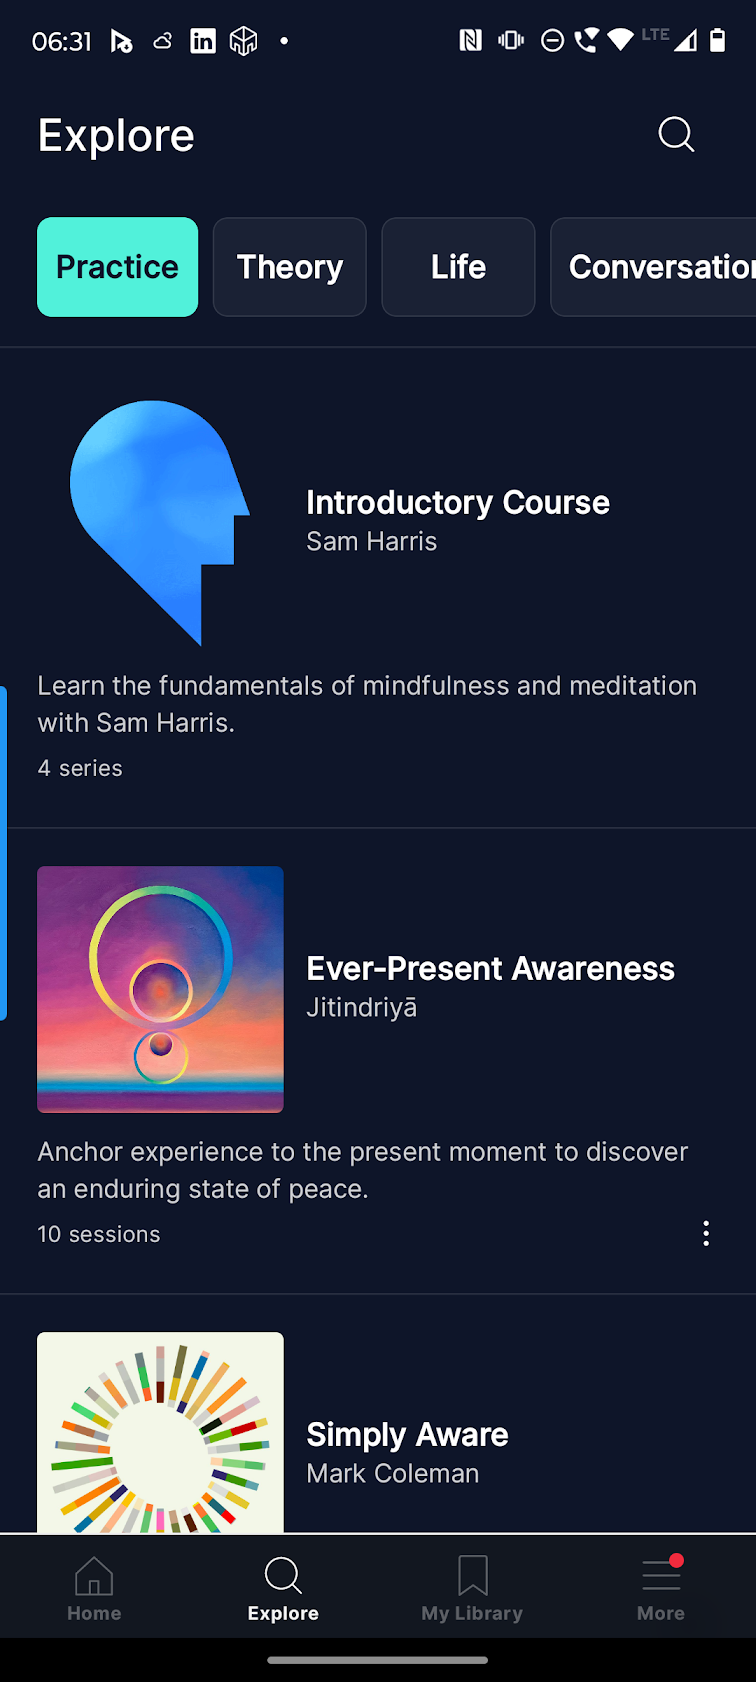 06:31
LTE
Explore
Practice
Theory
Life
Conversation
Introductory Course
Sam Harris
Learn the fundamentals of mindfulness and meditation
with Sam Harris.
4 series
Ever-Present Awareness
Jitindriyā
Anchor experience to the present moment to discover
an enduring state of peace.
10 sessions
Simply Aware
Mark Coleman
Home
Explore
My Library
More